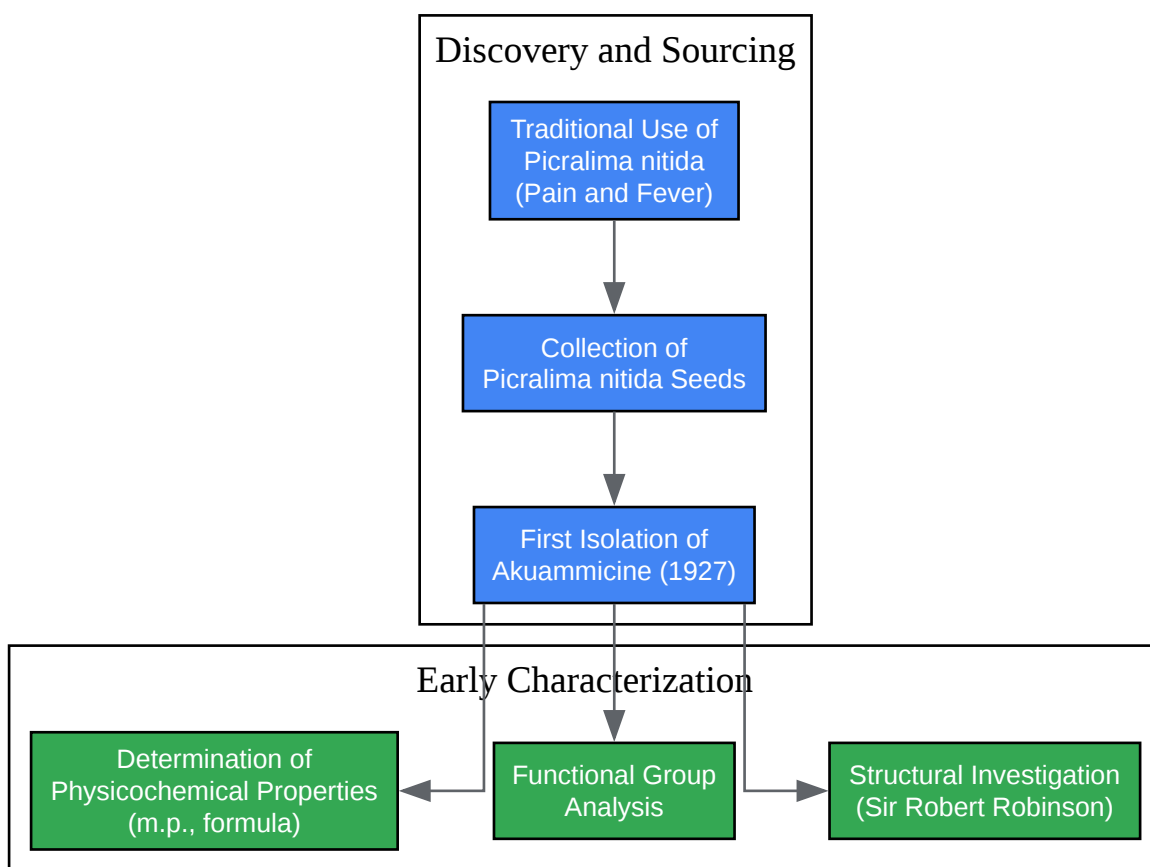 Discovery and Sourcing
Traditional Use of
Picralima nitida
(Pain and Fever)
Collection of
Picralima nitida Seeds
First Isolation of
Akuammicine (1927)
Early Characterization
Determination of
Physicochemical Properties
(m.p., formula)
Functional Group
Analysis
Structural Investigation
(Sir Robert Robinson)